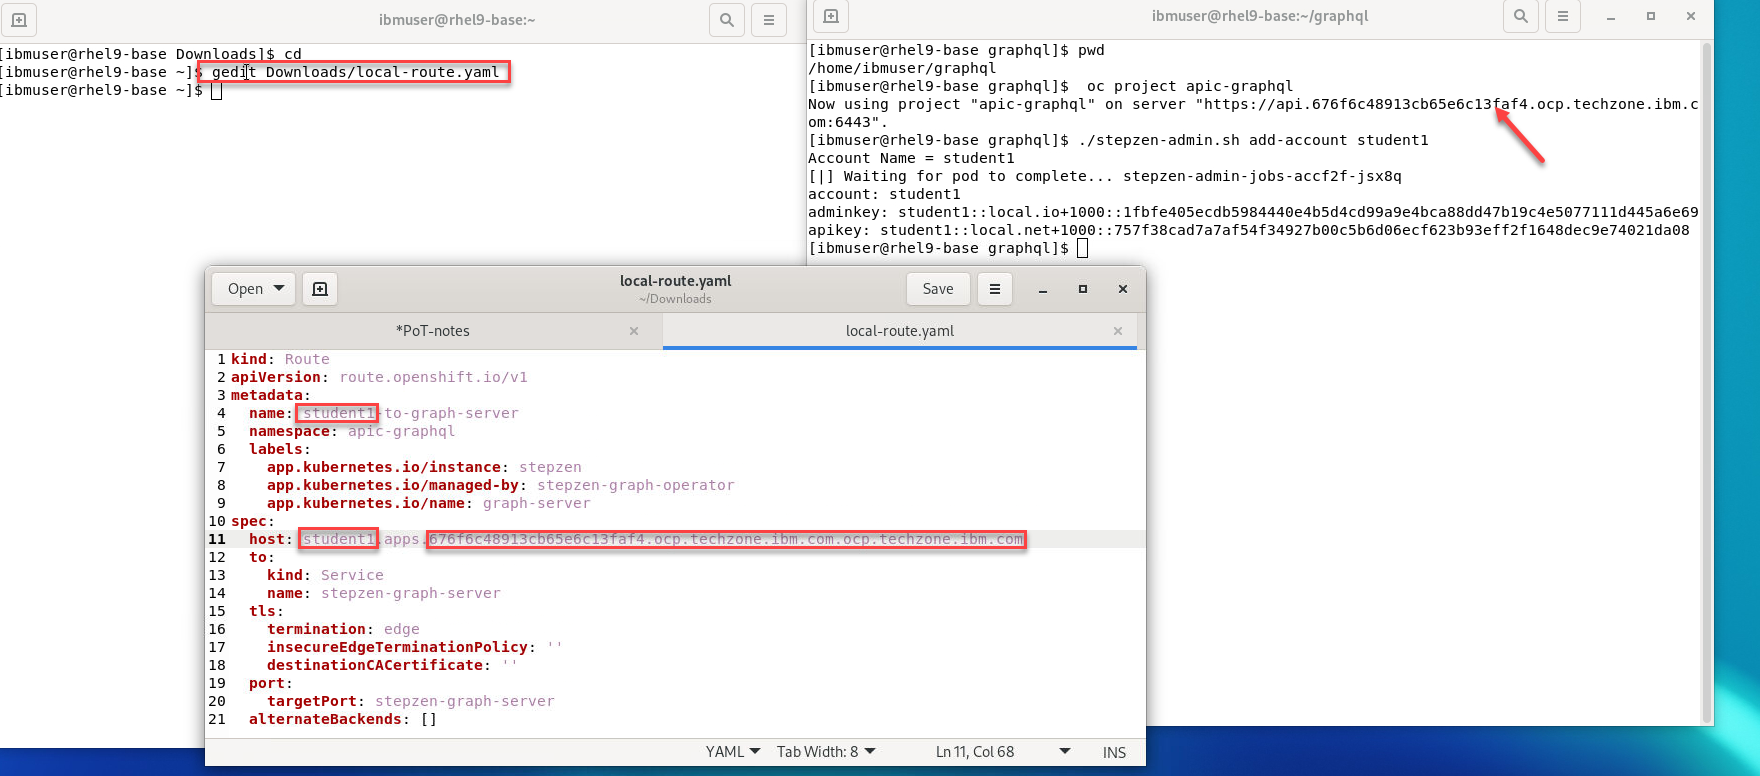 ibmuser@rhel9-base:~
[ibmuser@rhel9-base Downloads]$ cd
[ibmuser@rhel9-base ~]$ gedit Downloads/local-route.yaml
[ibmuser@rhel9-base ~]$
ibmuser@rhel9-base:~/graphql
[ibmuser@rhel9-base graphql]$ pwd
/home/ibmuser/graphql
[ibmuser@rhel9-base graphql]$  oc project apic-graphql
Now using project "apic-graphql" on server "https://api.676f6c48913cb65e6c13faf4.ocp.techzone.ibm.c
om:6443".
[ibmuser@rhel9-base graphql]$ ./stepzen-admin.sh add-account student1
Account Name = student1
[|] Waiting for pod to complete... stepzen-admin-jobs-accf2f-jsx8q
account: student1
adminkey: student1::local.io+1000::1fbfe405ecdb5984440e4b5d4cd99a9e4bca88dd47b19c4e5077111d445a6e69
apikey: student1::local.net+1000::757f38cad7a7af54f34927b00c5b6d06ecf623b93eff2f1648dec9e74021da08
[ibmuser@rhel9-base graphql]$
Open
local-route.yaml
~/Downloads
Save
*PoT-notes
local-route.yaml
1 kind: Route
2 apiVersion: route.openshift.io/v1
3 metadata:
4   name: student1-to-graph-server
5   namespace: apic-graphql
6   labels:
7     app.kubernetes.io/instance: stepzen
8     app.kubernetes.io/managed-by: stepzen-graph-operator
9     app.kubernetes.io/name: graph-server
10 spec:
11   host: student1.apps.676f6c48913cb65e6c13faf4.ocp.techzone.ibm.com.ocp.techzone.ibm.com
12   to:
13     kind: Service
14     name: stepzen-graph-server
15   tls:
16     termination: edge
17     insecureEdgeTerminationPolicy: ''
18     destinationCACertificate: ''
19   port:
20     targetPort: stepzen-graph-server
21   alternateBackends: []
YAML
Tab Width: 8
Ln 11, Col 68
INS